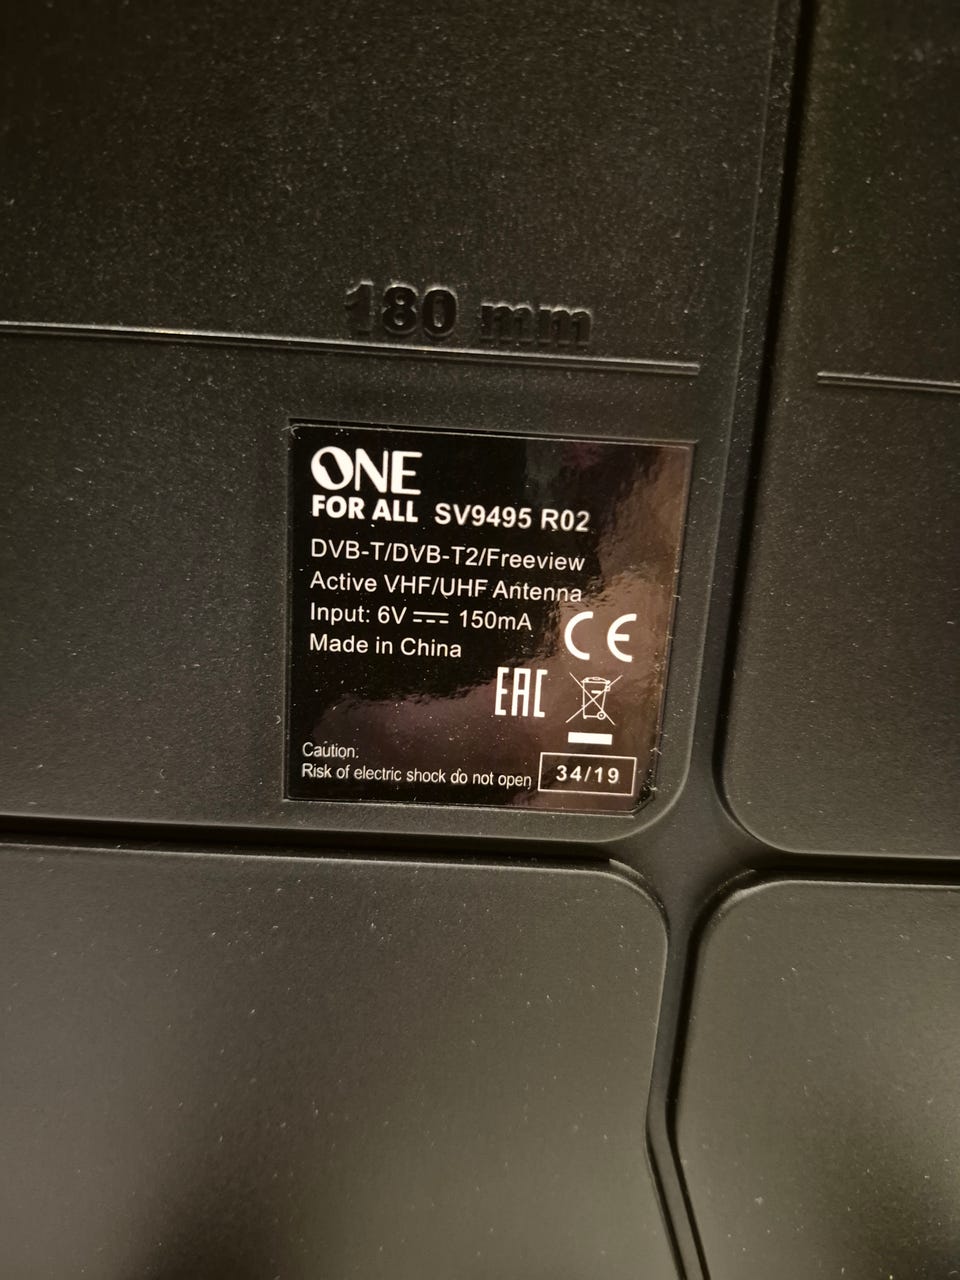 180 mm
ONE
FOR ALL SV9495 R02
DVB-T/DVB-T2/Freeview
Active VHF/UHF Antenna
Input: 6V ⎓ 150mA
Made in China
CE
EAC
Caution:
Risk of electric shock do not open
34/19